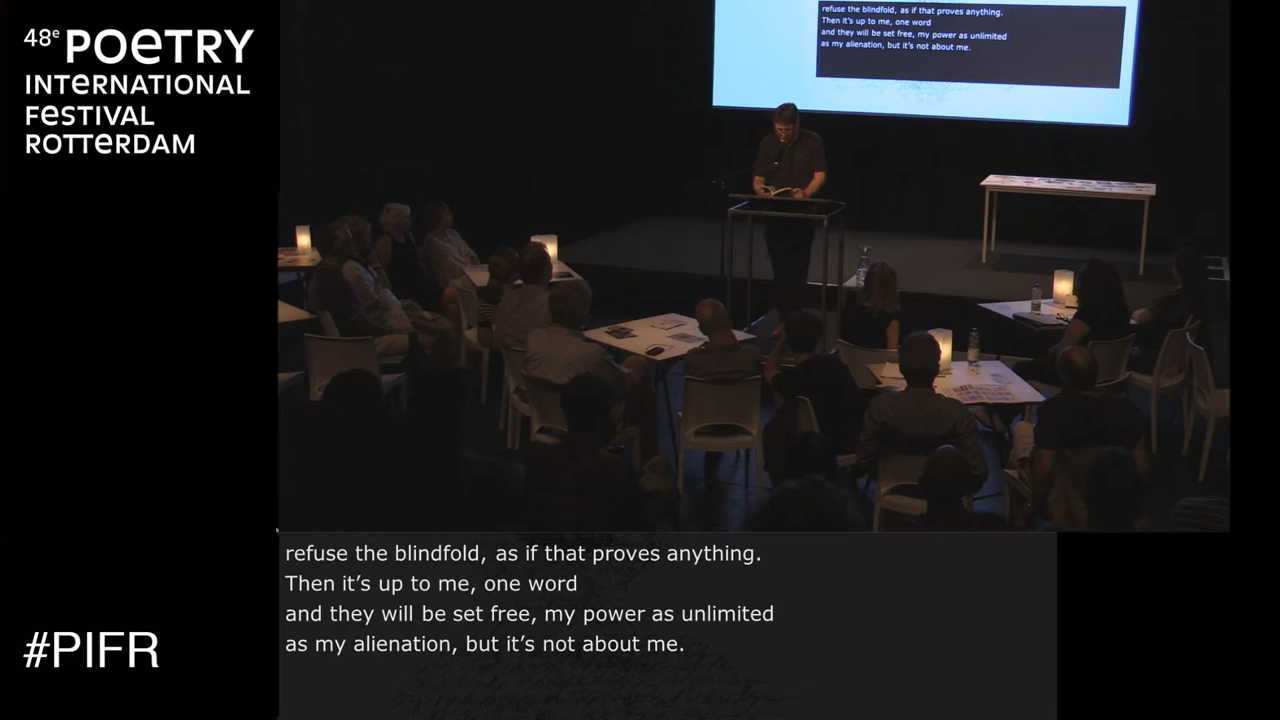 48e POeTRY
INTeRNATIONAL
FeSTIVAL
ROTTeRDAM
refuse the blindfold, as if that proves anything.
Then it's up to me, one word
and they will be set free, my power as unlimited
as my alienation, but it's not about me.
refuse the blindfold, as if that proves anything.
Then it’s up to me, one word
and they will be set free, my power as unlimited
as my alienation, but it’s not about me.
#PIFR